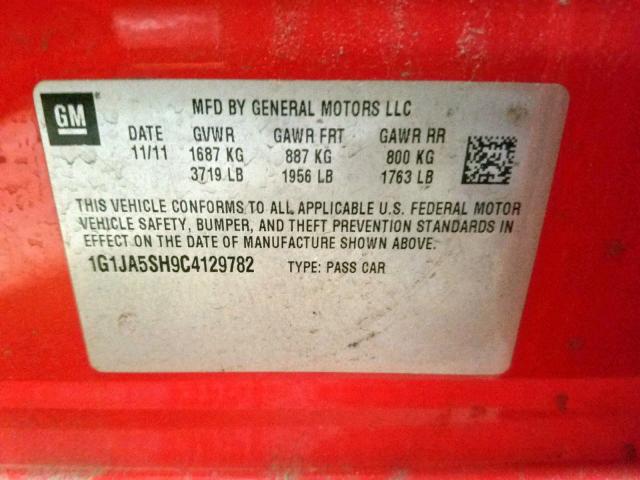 GM
MFD BY GENERAL MOTORS LLC
DATE GVWR GAWR FRT GAWR RR
11/11 1687 KG 887 KG 800 KG
3719 LB 1956 LB 1763 LB
THIS VEHICLE CONFORMS TO ALL APPLICABLE U.S. FEDERAL MOTOR
VEHICLE SAFETY, BUMPER, AND THEFT PREVENTION STANDARDS IN
EFFECT ON THE DATE OF MANUFACTURE SHOWN ABOVE.
1G1JA5SH9C4129782 TYPE: PASS CAR